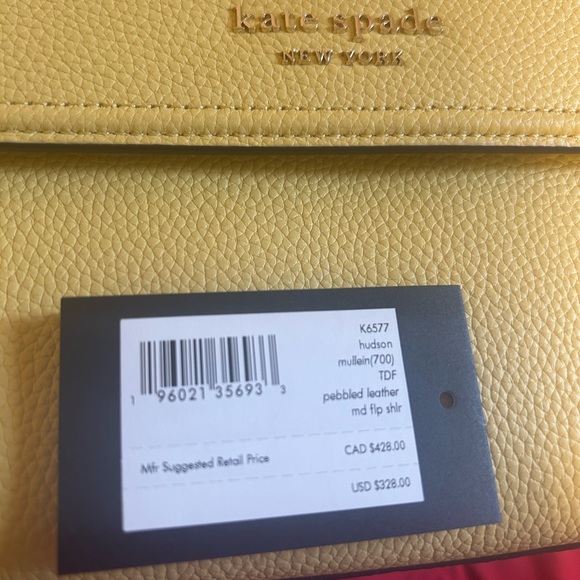 kate spade
NEW YORK
K6577
hudson
mullein(700)
TDF
pebbled leather
md flp shlr
1 96021 35693 3
Mfr Suggested Retail Price
CAD $428.00
USD $328.00